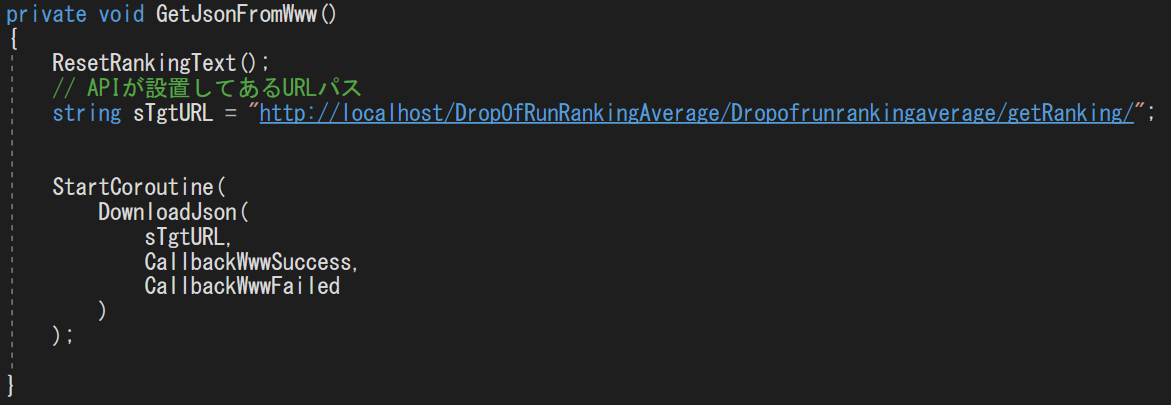 private void GetJsonFromWww()
{
ResetRankingText();
// APIが設置してあるURLパス
string sTgtURL = "http://localhost/DropOfRunRankingAverage/Dropofrunrankingaverage/getRanking/";
StartCoroutine(
DownloadJson(
sTgtURL,
CallbackWwwSuccess,
CallbackWwwFailed
)
);
}